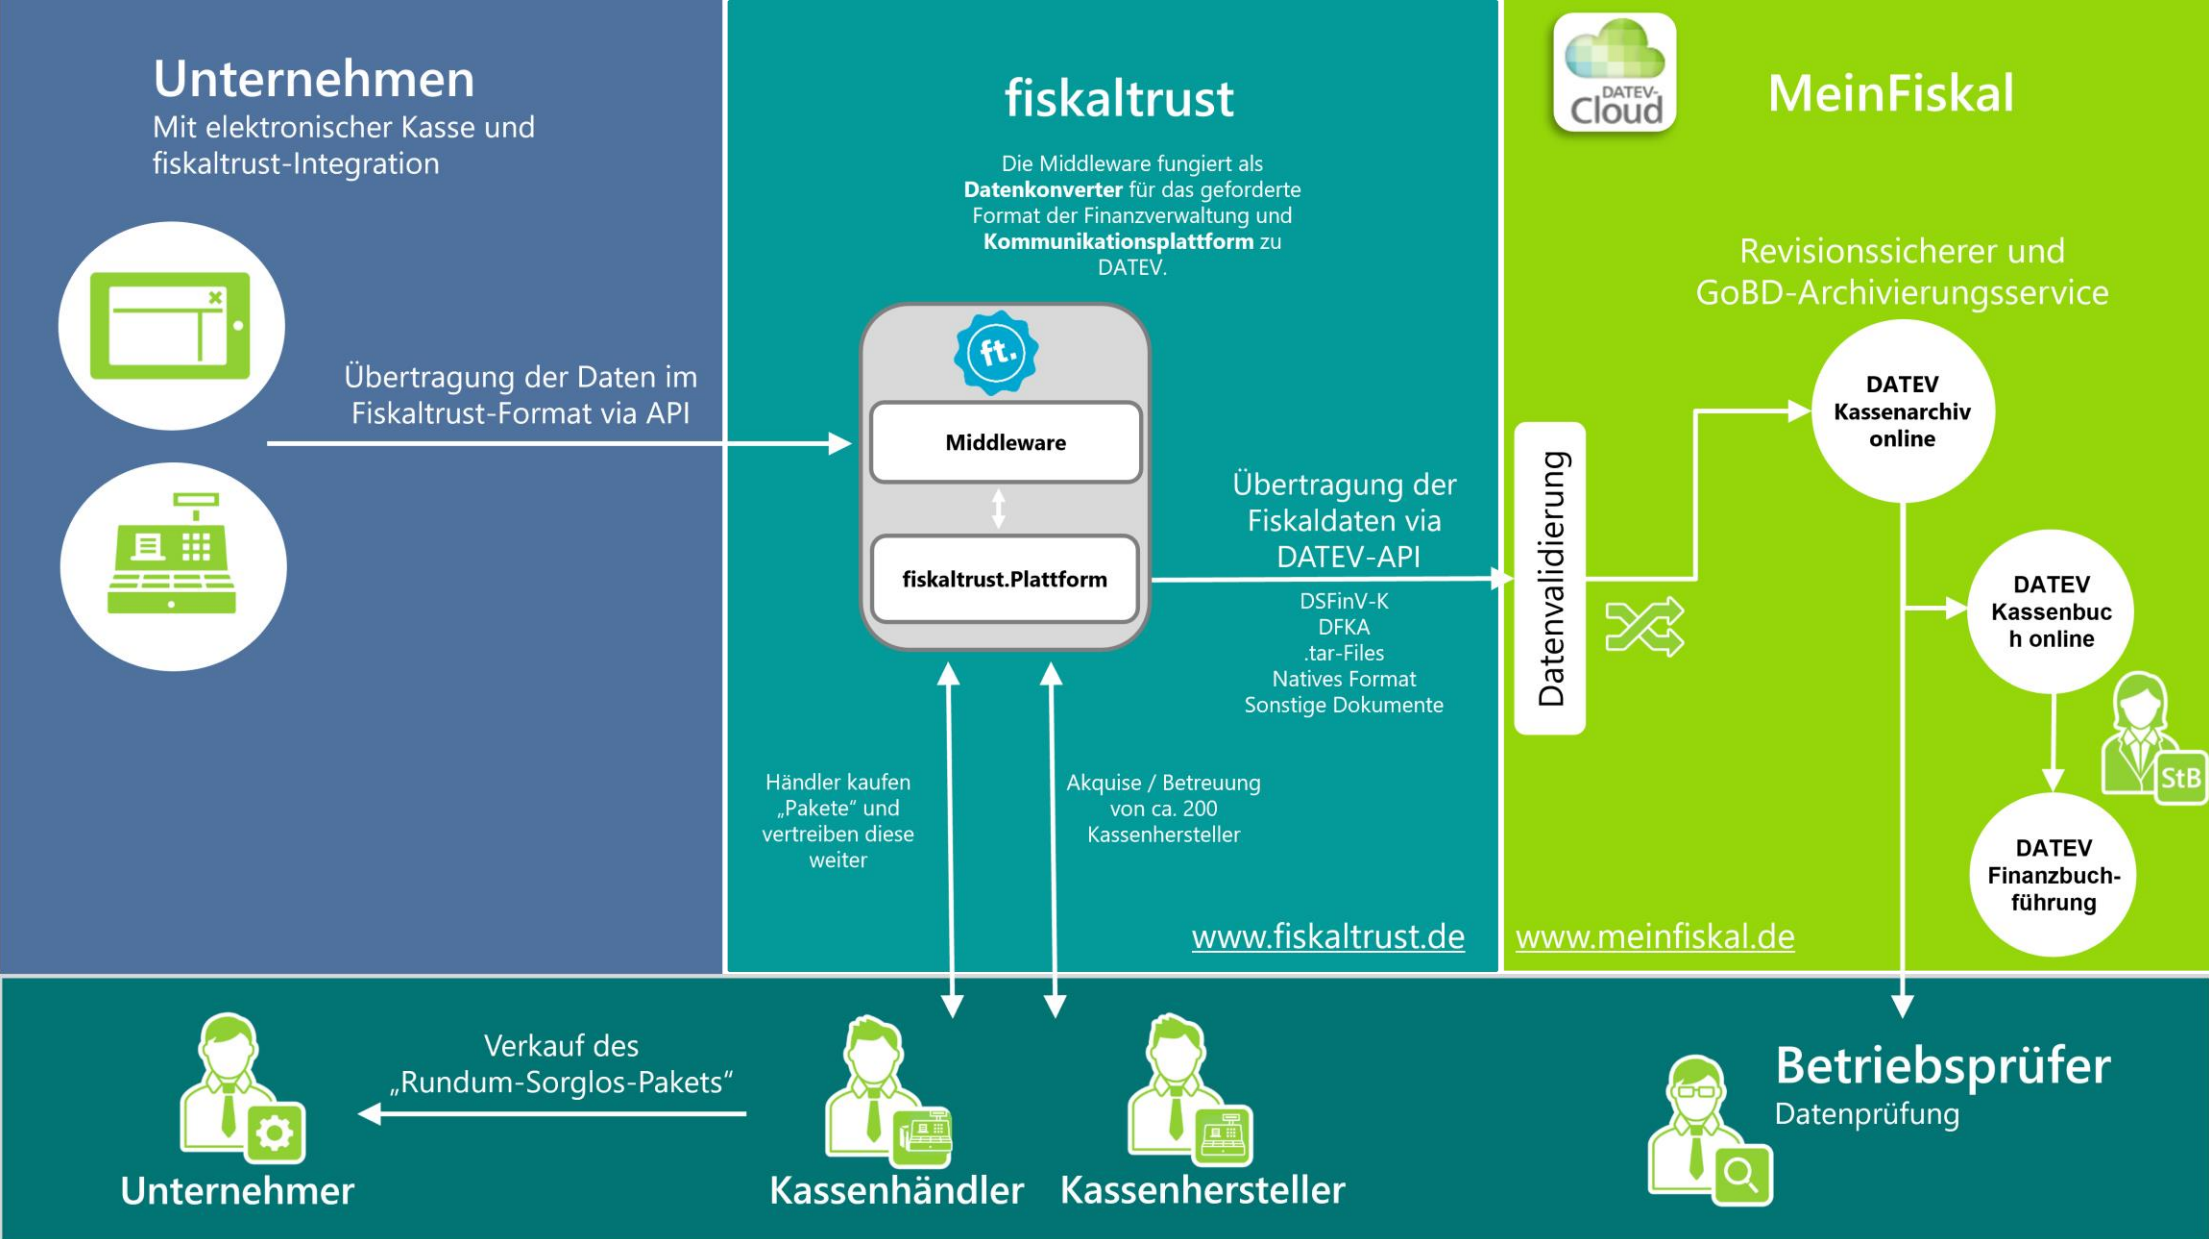 Unternehmen
Mit elektronischer Kasse und
fiskaltrust-Integration
Übertragung der Daten im
Fiskaltrust-Format via API
fiskaltrust
Die Middleware fungiert als
Datenkonverter für das geforderte
Format der Finanzverwaltung und
Kommunikationsplattform zu
DATEV.
ft.
Middleware
fiskaltrust.Plattform
Übertragung der
Fiskaldaten via
DATEV-API
DSFinV-K
DFKA
.tar-Files
Natives Format
Sonstige Dokumente
Händler kaufen
„Pakete“ und
vertreiben diese
weiter
Akquise / Betreuung
von ca. 200
Kassenhersteller
www.fiskaltrust.de
DATEV-
Cloud
MeinFiskal
Revisionssicherer und
GoBD-Archivierungsservice
Datenvalidierung
DATEV
Kassenarchiv
online
DATEV
Kassenbuc
h online
StB
DATEV
Finanzbuch-
führung
www.meinfiskal.de
Unternehmer
Verkauf des
„Rundum-Sorglos-Pakets“
Kassenhändler
Kassenhersteller
Betriebsprüfer
Datenprüfung